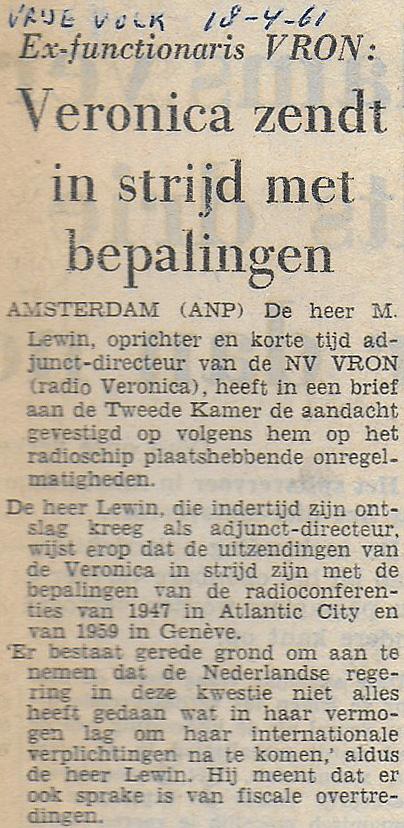 VRIJE VOLK 18-4-61
Ex-functionaris VRON:
Veronica zendt
in strijd met
bepalingen
AMSTERDAM (ANP) De heer M.
Lewin, oprichter en korte tijd ad-
junct-directeur van de NV VRON
(radio Veronica), heeft in een brief
aan de Tweede Kamer de aandacht
gevestigd op volgens hem op het
radioschip plaatshebbende onregel-
matigheden.
De heer Lewin, die indertijd zijn ont-
slag kreeg als adjunct-directeur,
wijst erop dat de uitzendingen van
de Veronica in strijd zijn met de
bepalingen van de radioconferen-
ties van 1947 in Atlantic City en
van 1959 in Genève.
'Er bestaat gerede grond om aan te
nemen dat de Nederlandse rege-
ring in deze kwestie niet alles
heeft gedaan wat in haar vermo-
gen lag om haar internationale
verplichtingen na te komen,' aldus
de heer Lewin. Hij meent dat er
ook sprake is van fiscale overtre-
dingen.